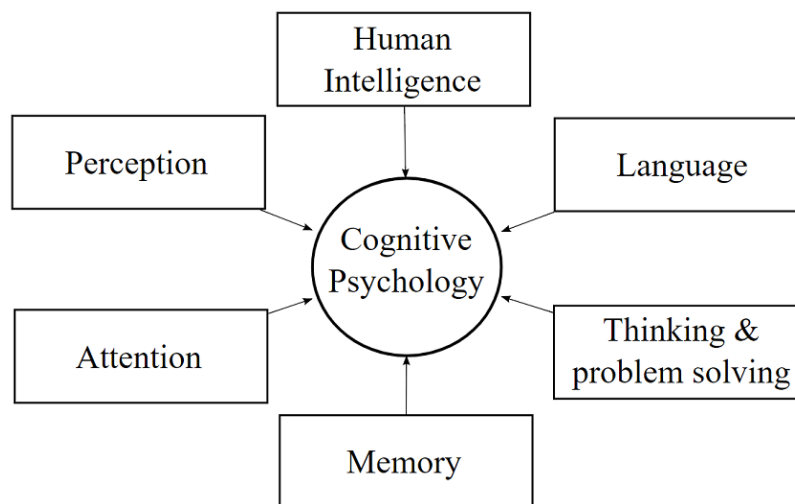 Human
Intelligence
Perception
Language
Cognitive
Psychology
Attention
Thinking &
problem solving
Memory